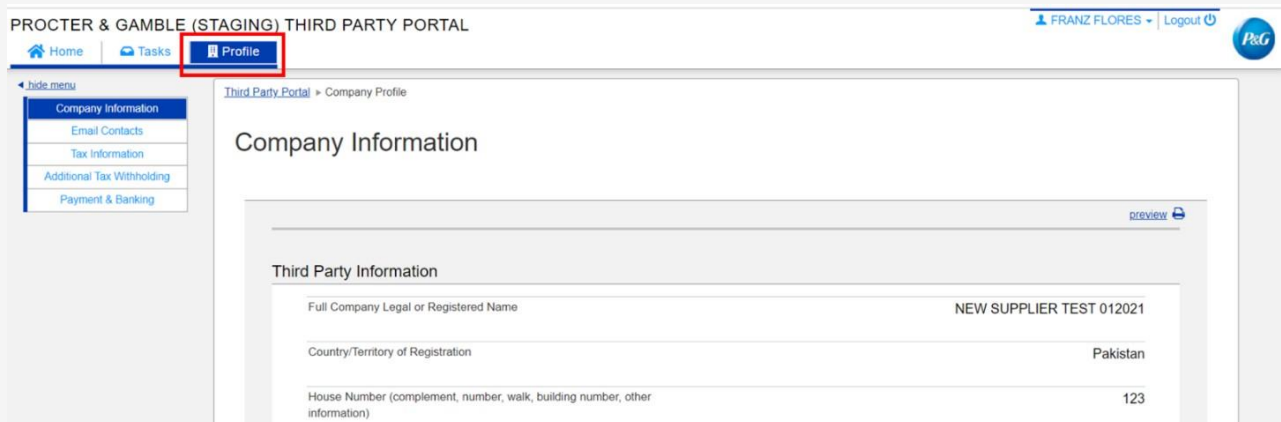 PROCTER & GAMBLE (STAGING) THIRD PARTY PORTAL
FRANZ FLORES
Logout
P&G
Home
Tasks
Profile
hide menu
Company Information
Email Contacts
Tax Information
Additional Tax Withholding
Payment & Banking
Third Party Portal ▸ Company Profile
Company Information
preview
Third Party Information
Full Company Legal or Registered Name
NEW SUPPLIER TEST 012021
Country/Territory of Registration
Pakistan
House Number (complement, number, walk, building number, other
information)
123